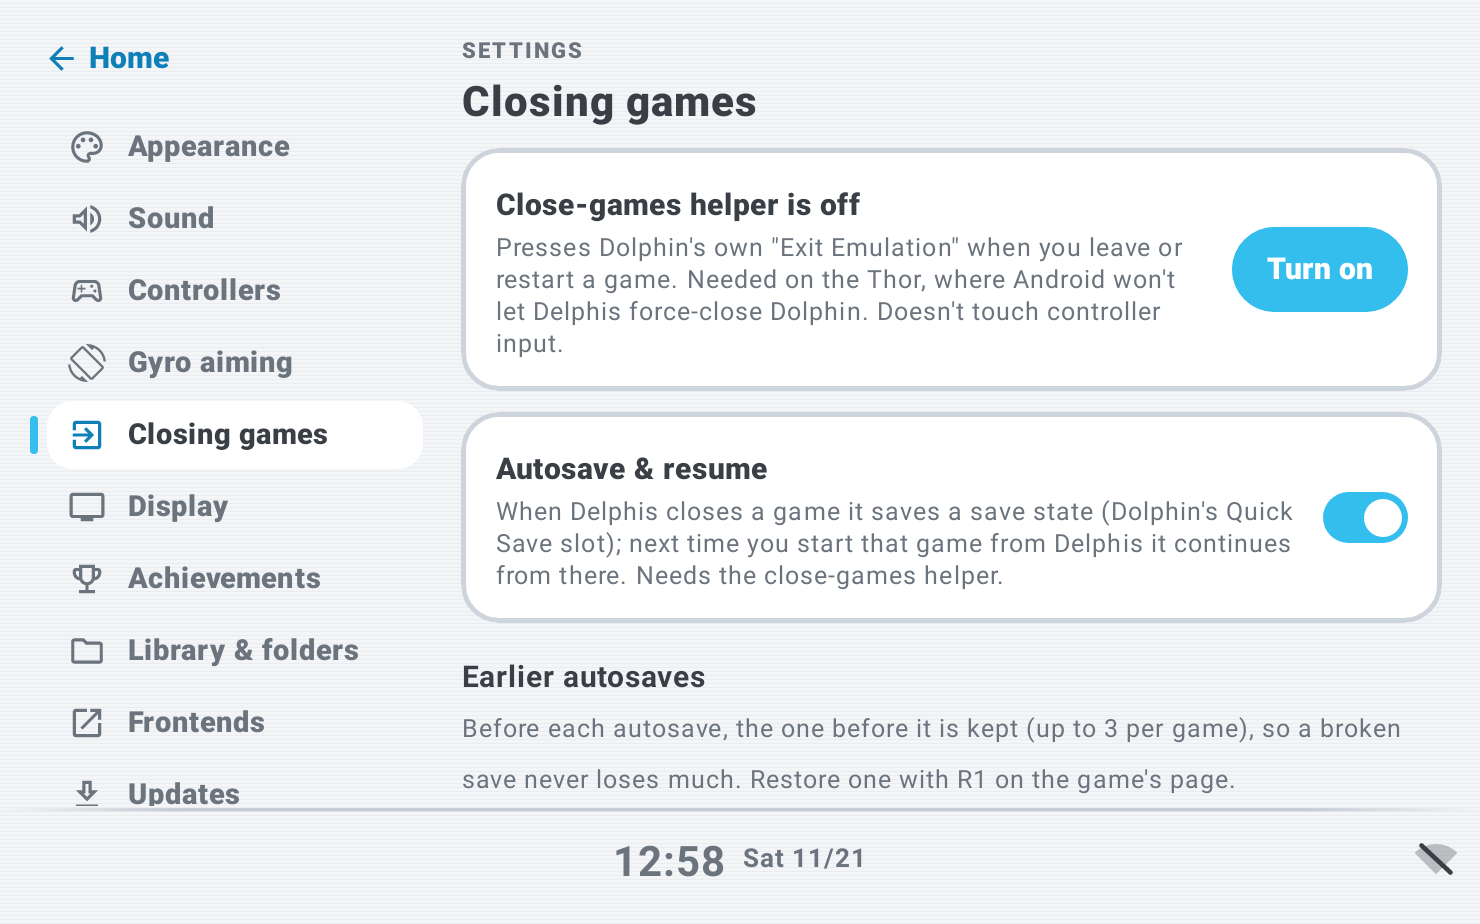 Home
Appearance
Sound
Controllers
Gyro aiming
Closing games
Display
Achievements
Library & folders
Frontends
Updates
SETTINGS
Closing games
Close-games helper is off
Presses Dolphin's own "Exit Emulation" when you leave or
restart a game. Needed on the Thor, where Android won't
let Delphis force-close Dolphin. Doesn't touch controller
input.
Turn on
Autosave & resume
When Delphis closes a game it saves a save state (Dolphin's Quick
Save slot); next time you start that game from Delphis it continues
from there. Needs the close-games helper.
Earlier autosaves
Before each autosave, the one before it is kept (up to 3 per game), so a broken
save never loses much. Restore one with R1 on the game's page.
12:58 Sat 11/21